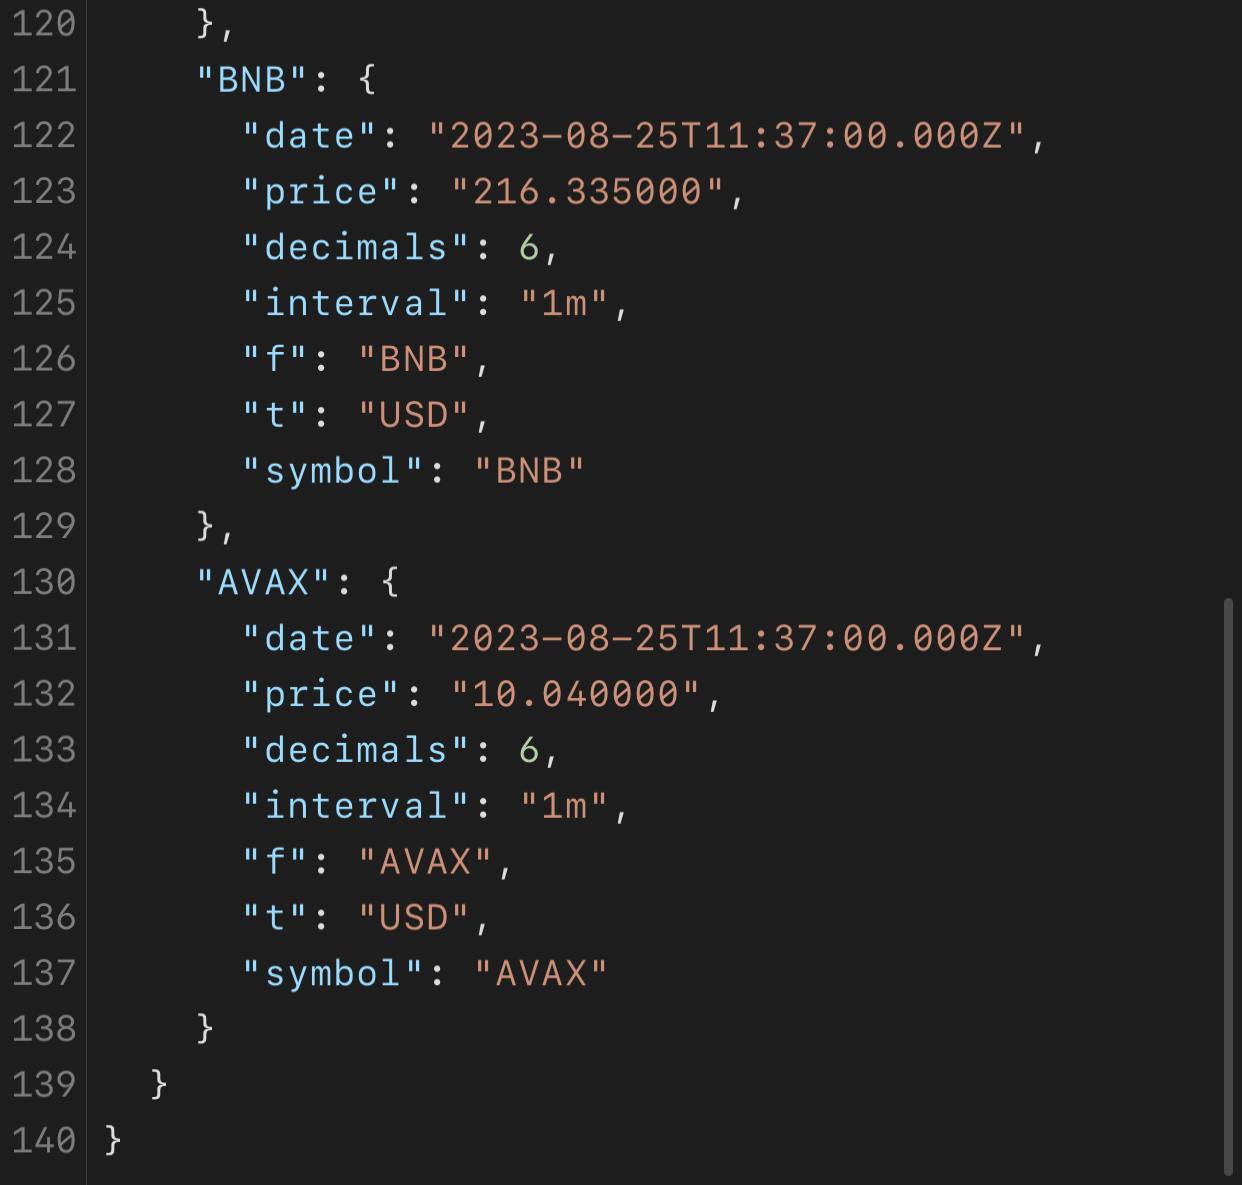 120 },
121 "BNB": {
122 "date": "2023-08-25T11:37:00.000Z",
123 "price": "216.335000",
124 "decimals": 6,
125 "interval": "1m",
126 "f": "BNB",
127 "t": "USD",
128 "symbol": "BNB"
129 },
130 "AVAX": {
131 "date": "2023-08-25T11:37:00.000Z",
132 "price": "10.040000",
133 "decimals": 6,
134 "interval": "1m",
135 "f": "AVAX",
136 "t": "USD",
137 "symbol": "AVAX"
138 }
139 }
140 }